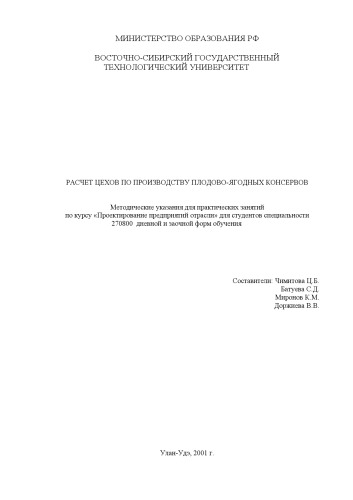 МИНИСТЕРСТВО ОБРАЗОВАНИЯ РФ
ВОСТОЧНО-СИБИРСКИЙ ГОСУДАРСТВЕННЫЙ
ТЕХНОЛОГИЧЕСКИЙ УНИВЕРСИТЕТ
РАСЧЕТ ЦЕХОВ ПО ПРОИЗВОДСТВУ ПЛОДОВО-ЯГОДНЫХ КОНСЕРВОВ
Методические указания для практических занятий
по курсу «Проектирование предприятий отрасли» для студентов специальности
270800 дневной и заочной форм обучения
Составители: Чимитова Ц.Б.
Батуева С.Д.
Миронов К.М.
Доржиева В.В.
Улан-Удэ, 2001 г.